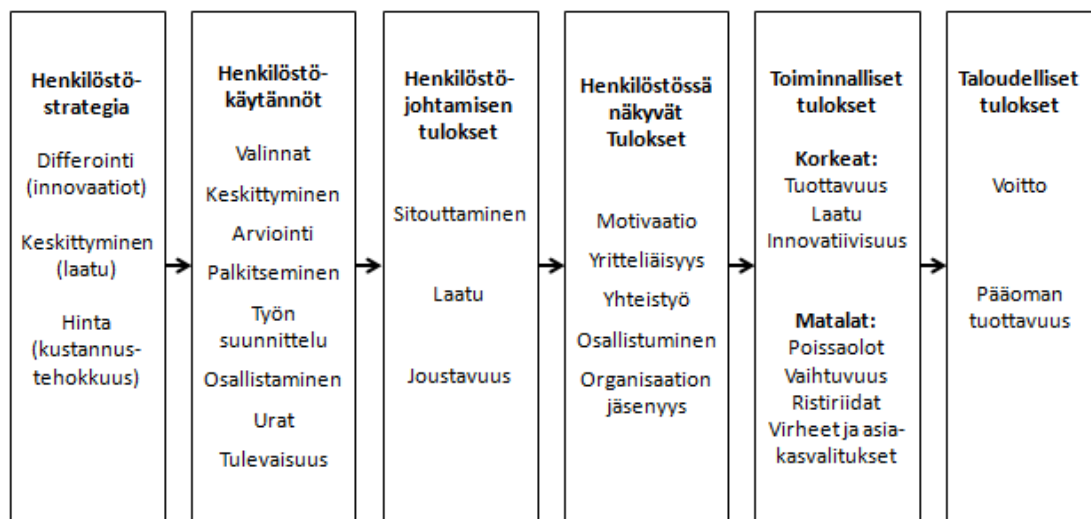 Henkilöstö-
strategia
Differointi
(innovaatiot)
Keskittyminen
(laatu)
Hinta
(kustannus-
tehokkuus)
Henkilöstö-
käytännöt
Valinnat
Keskittyminen
Arviointi
Palkitseminen
Työn
suunnittelu
Osallistaminen
Urat
Tulevaisuus
Henkilöstö-
johtamisen
tulokset
Sitouttaminen
Laatu
Joustavuus
Henkilöstössä
näkyvät
Tulokset
Motivaatio
Yritteliäisyys
Yhteistyö
Osallistuminen
Organisaation
jäsenyys
Toiminnalliset
tulokset
Korkeat:
Tuottavuus
Laatu
Innovatiivisuus
Matalat:
Poissaolot
Vaihtuvuus
Ristiriidat
Virheet ja asia-
kasvalitukset
Taloudelliset
tulokset
Voitto
Pääoman
tuottavuus